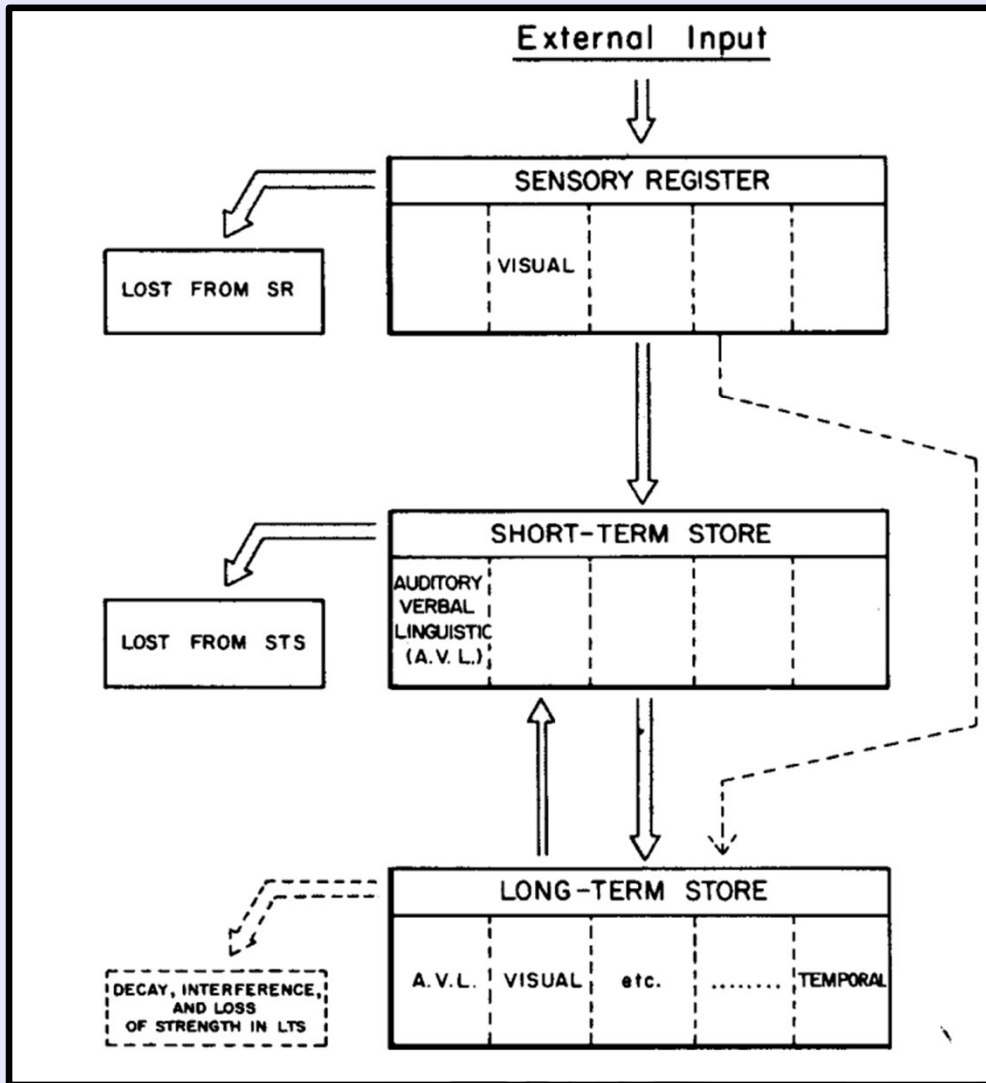 External Input
SENSORY REGISTER
VISUAL
LOST FROM SR
SHORT-TERM STORE
AUDITORY
VERBAL
LINGUISTIC
(A.V.L.)
LOST FROM STS
LONG-TERM STORE
A.V.L. VISUAL etc. ........ TEMPORAL
DECAY, INTERFERENCE,
AND LOSS
OF STRENGTH IN LTS